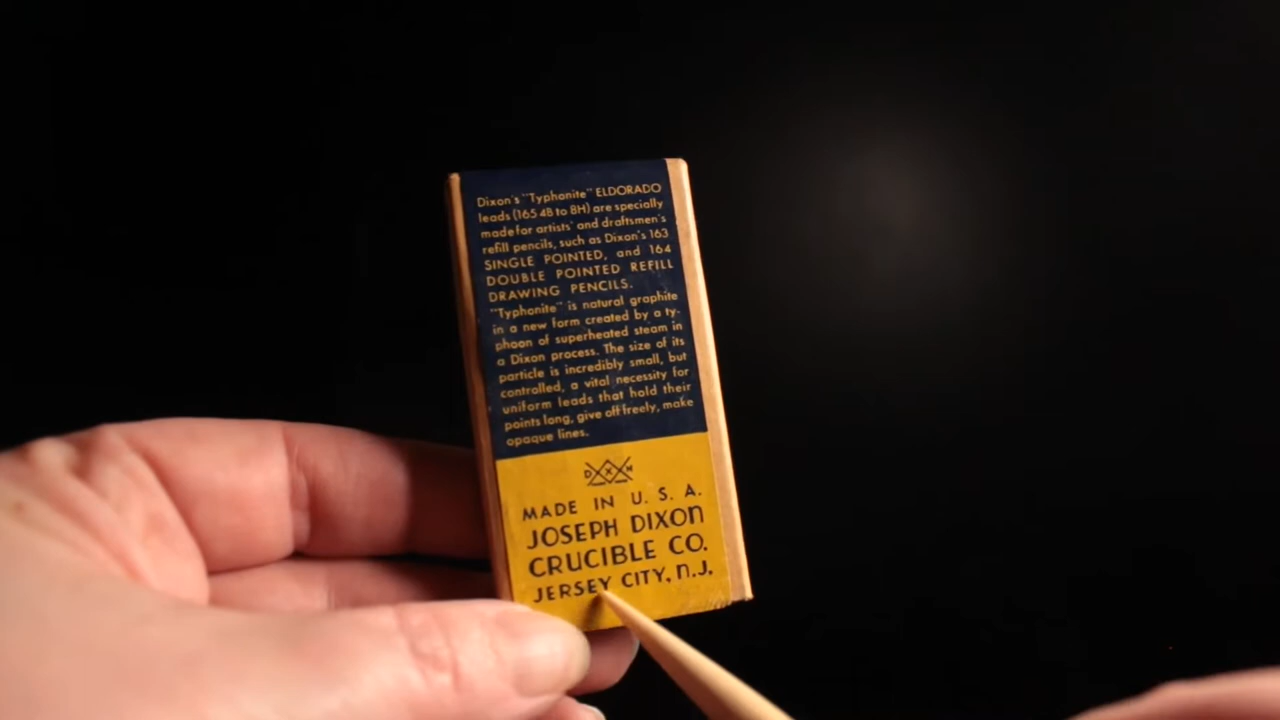 Dixon's "Typhonite" ELDORADO
leads (165 4B to 8H) are specially
made for artists' and draftsmen's
refill pencils, such as Dixon's 163
SINGLE POINTED, and 164
DOUBLE POINTED REFILL
DRAWING PENCILS.
"Typhonite" is natural graphite
in a new form created by a ty-
phoon of superheated steam in
a Dixon process. The size of its
particle is incredibly small, but
controlled, a vital necessity for
uniform leads that hold their
points long, give off freely, make
opaque lines.
D X N
MADE IN U. S. A.
JOSEPH DIXON
CRUCIBLE CO.
JERSEY CITY, N.J.